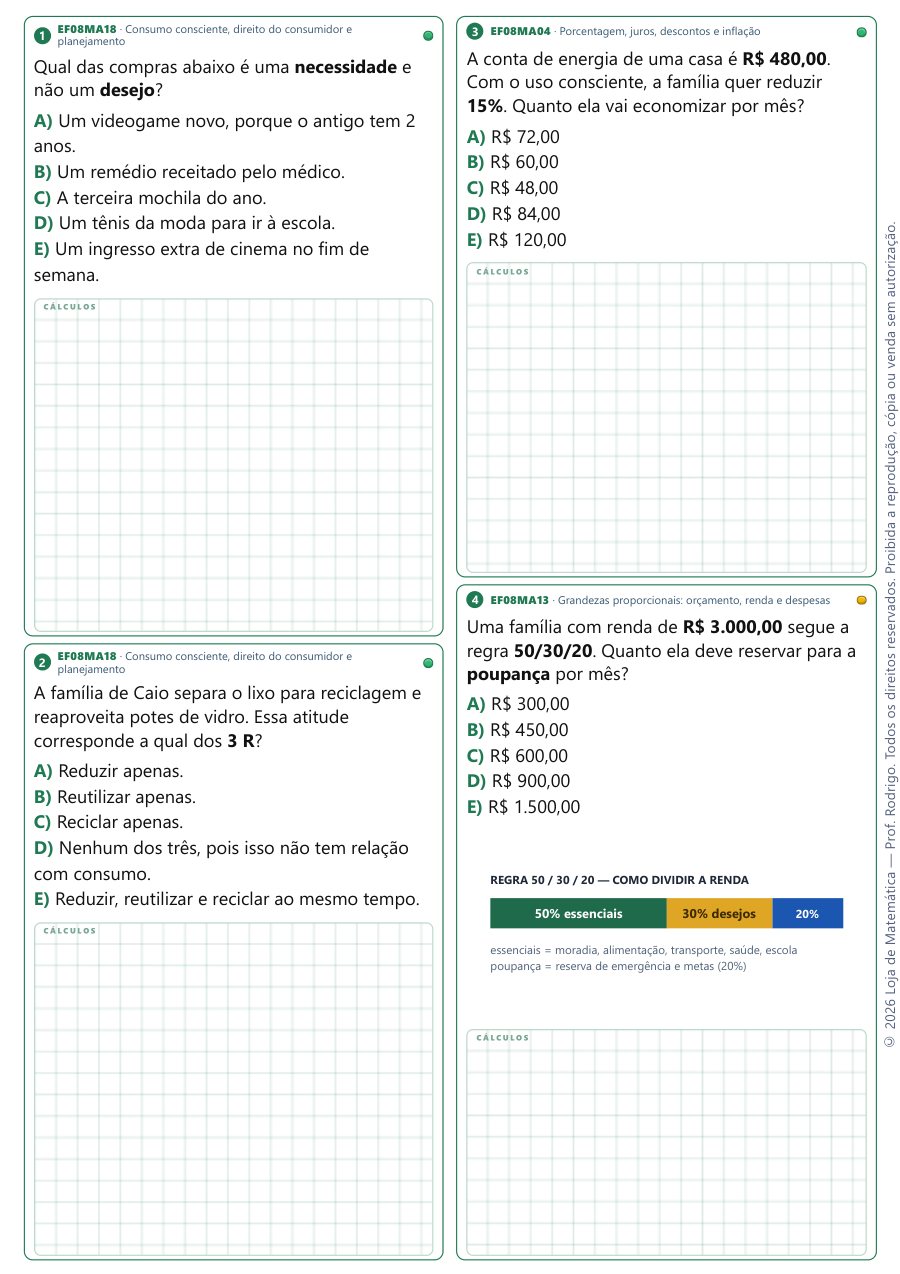 1 EF08MA18 · Consumo consciente, direito do consumidor e
planejamento
Qual das compras abaixo é uma necessidade e
não um desejo?
A) Um videogame novo, porque o antigo tem 2
anos.
B) Um remédio receitado pelo médico.
C) A terceira mochila do ano.
D) Um tênis da moda para ir à escola.
E) Um ingresso extra de cinema no fim de
semana.
CÁLCULOS
2 EF08MA18 · Consumo consciente, direito do consumidor e
planejamento
A família de Caio separa o lixo para reciclagem e
reaproveita potes de vidro. Essa atitude
corresponde a qual dos 3 R?
A) Reduzir apenas.
B) Reutilizar apenas.
C) Reciclar apenas.
D) Nenhum dos três, pois isso não tem relação
com consumo.
E) Reduzir, reutilizar e reciclar ao mesmo tempo.
CÁLCULOS
3 EF08MA04 · Porcentagem, juros, descontos e inflação
A conta de energia de uma casa é R$ 480,00.
Com o uso consciente, a família quer reduzir
15%. Quanto ela vai economizar por mês?
A) R$ 72,00
B) R$ 60,00
C) R$ 48,00
D) R$ 84,00
E) R$ 120,00
CÁLCULOS
4 EF08MA13 · Grandezas proporcionais: orçamento, renda e despesas
Uma família com renda de R$ 3.000,00 segue a
regra 50/30/20. Quanto ela deve reservar para a
poupança por mês?
A) R$ 300,00
B) R$ 450,00
C) R$ 600,00
D) R$ 900,00
E) R$ 1.500,00
REGRA 50 / 30 / 20 — COMO DIVIDIR A RENDA
50% essenciais 30% desejos 20%
essenciais = moradia, alimentação, transporte, saúde, escola
poupança = reserva de emergência e metas (20%)
CÁLCULOS
© 2026 Loja de Matemática — Prof. Rodrigo. Todos os direitos reservados. Proibida a reprodução, cópia ou venda sem autorização.